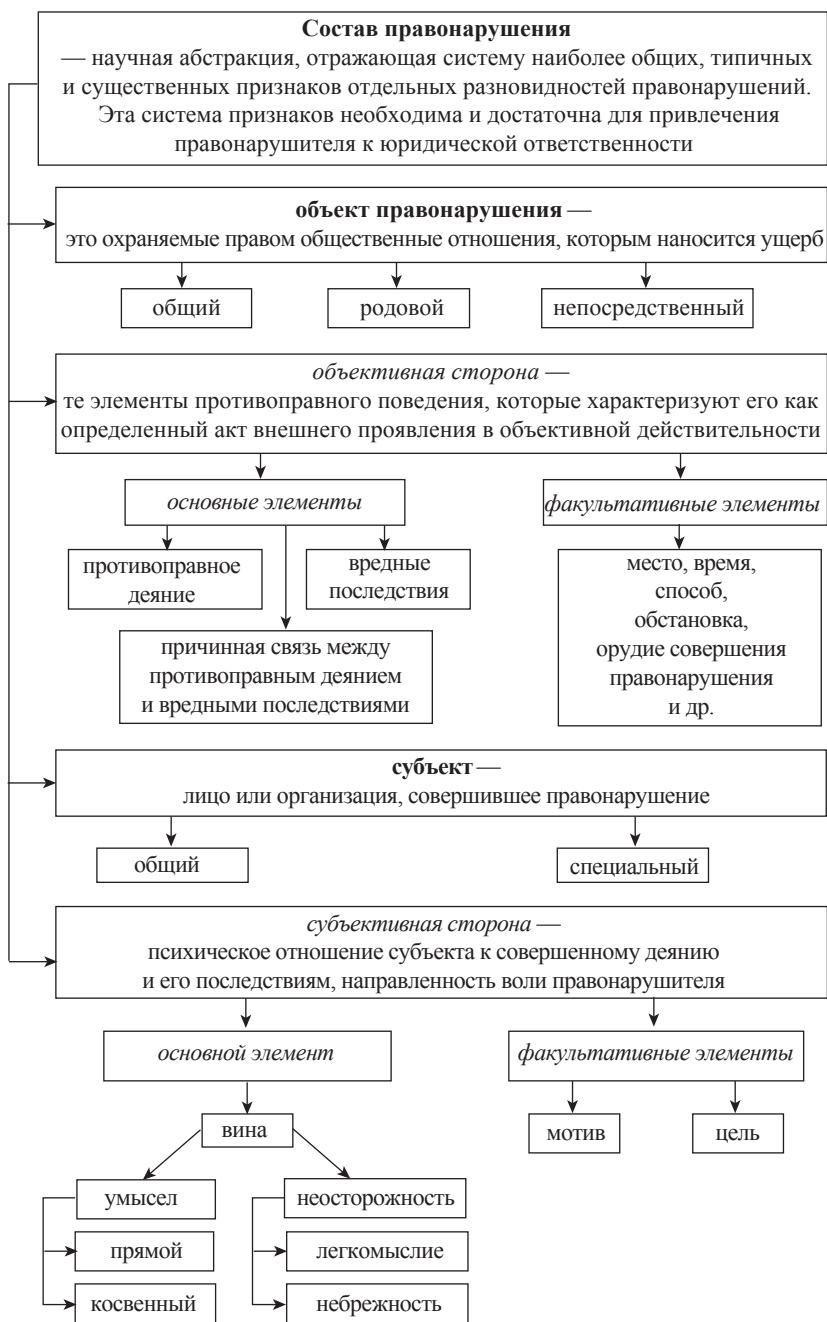 Состав правонарушения
— научная абстракция, отражающая систему наиболее общих, типичных
и существенных признаков отдельных разновидностей правонарушений.
Эта система признаков необходима и достаточна для привлечения
правонарушителя к юридической ответственности
объект правонарушения —
это охраняемые правом общественные отношения, которым наносится ущерб
общий
родовой
непосредственный
объективная сторона —
те элементы противоправного поведения, которые характеризуют его как
определенный акт внешнего проявления в объективной действительности
основные элементы
факультативные элементы
противоправное
деяние
вредные
последствия
причинная связь между
противоправным деянием
и вредными последствиями
место, время,
способ,
обстановка,
орудие совершения
правонарушения
и др.
субъект —
лицо или организация, совершившее правонарушение
общий
специальный
субъективная сторона —
психическое отношение субъекта к совершенному деянию
и его последствиям, направленность воли правонарушителя
основной элемент
факультативные элементы
вина
мотив
цель
умысел
неосторожность
прямой
легкомыслие
косвенный
небрежность